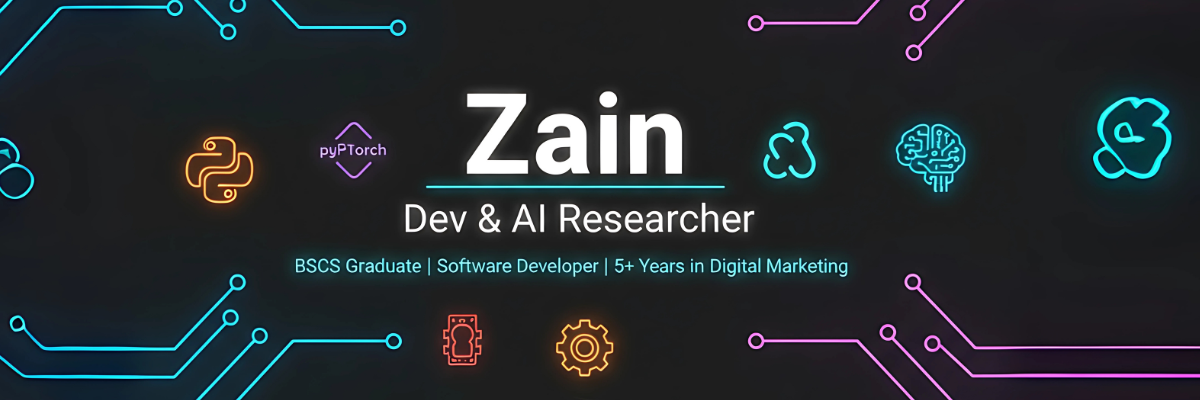 Zain
pyPTorch
Dev & AI Researcher
BSCS Graduate | Software Developer | 5+ Years in Digital Marketing